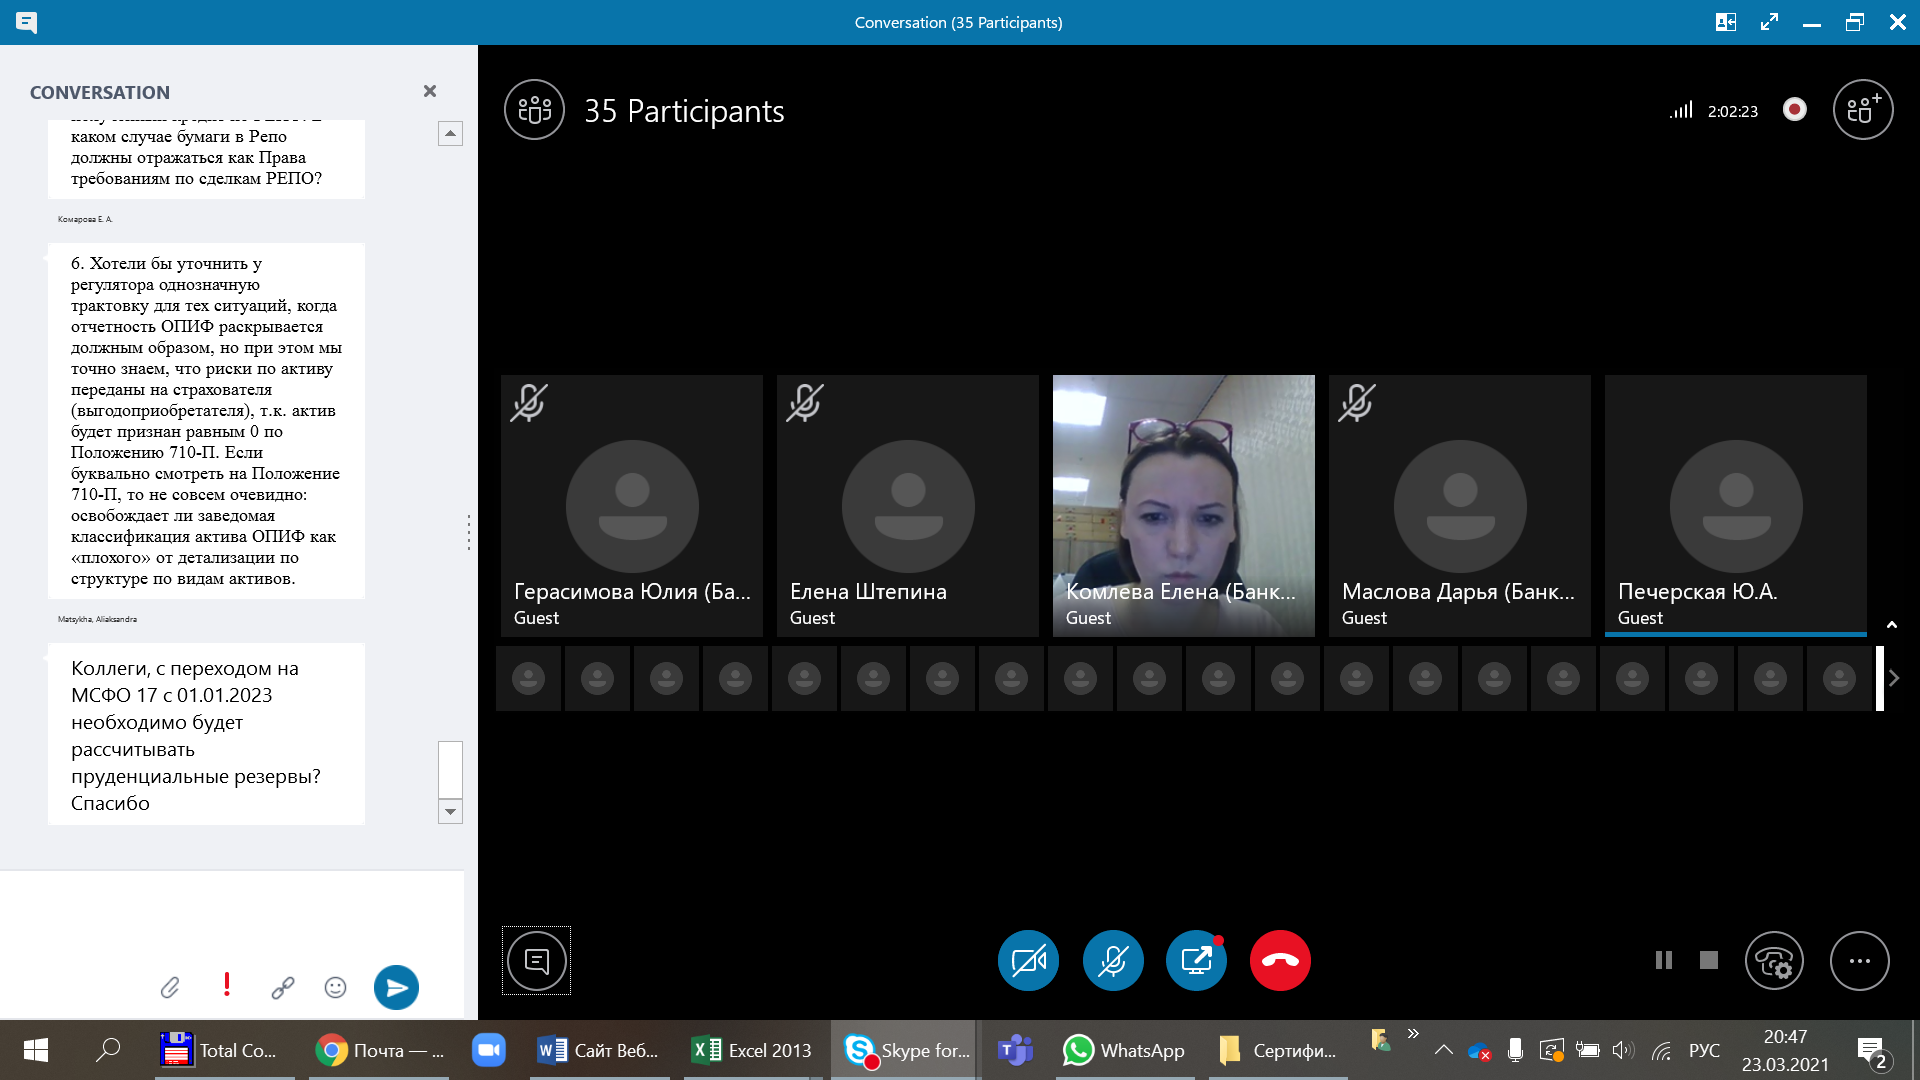 Conversation (35 Participants)
CONVERSATION
каком случае бумаги в Репо
должны отражаться как Права
требованиям по сделкам РЕПО?
Комарова Е. А.
6. Хотели бы уточнить у
регулятора однозначную
трактовку для тех ситуаций, когда
отчетность ОПИФ раскрывается
должным образом, но при этом мы
точно знаем, что риски по активу
переданы на страхователя
(выгодоприобретателя), т.к. актив
будет признан равным 0 по
Положению 710-П. Если
буквально смотреть на Положение
710-П, то не совсем очевидно:
освобождает ли заведомая
классификация актива ОПИФ как
«плохого» от детализации по
структуре по видам активов.
Matsykha, Aliaksandra
Коллеги, с переходом на
МСФО 17 с 01.01.2023
необходимо будет
рассчитывать
пруденциальные резервы?
Спасибо
35 Participants
2:02:23
Герасимова Юлия (Ба...
Guest
Елена Штепина
Guest
Комлева Елена (Банк...
Guest
Маслова Дарья (Банк...
Guest
Печерская Ю.А.
Guest
Total Co...
Почта — ...
Сайт Веб...
Excel 2013
Skype for...
WhatsApp
Сертифи...
РУС
20:47
23.03.2021
2